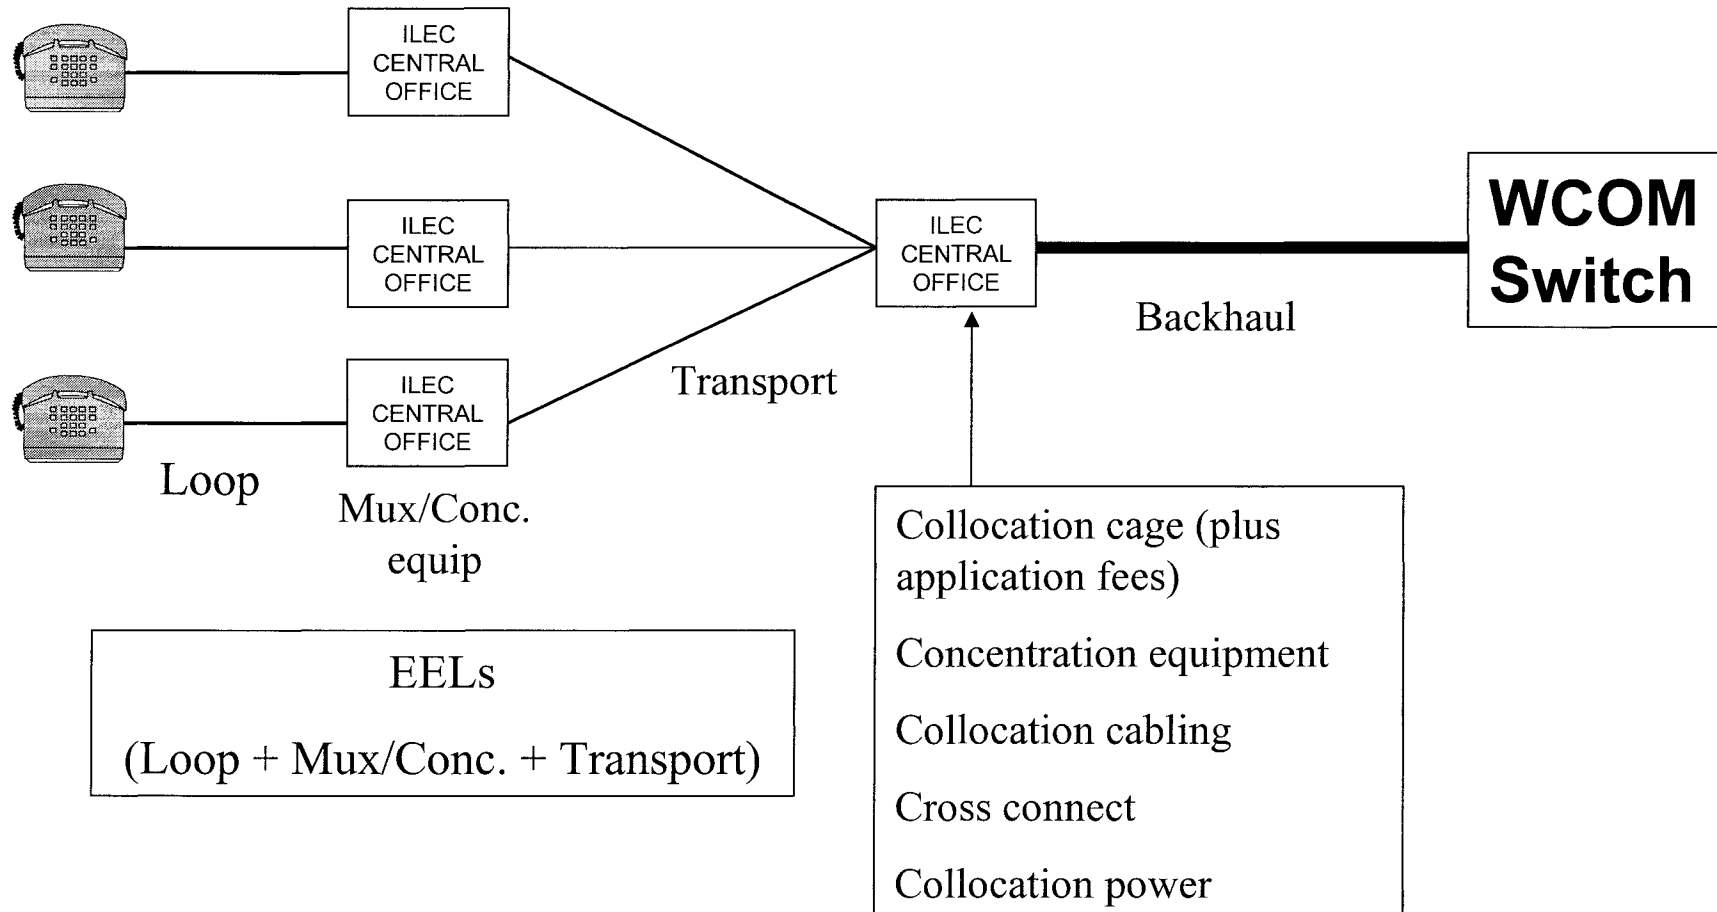 ILEC
CENTRAL
OFFICE
ILEC
CENTRAL
OFFICE
ILEC
CENTRAL
OFFICE
WCOM
Switch
Backhaul
Transport
ILEC
CENTRAL
OFFICE
Loop
Mux/Conc.
equip
EELs
(Loop + Mux/Conc. + Transport)
Collocation cage (plus
application fees)
Concentration equipment
Collocation cabling
Cross connect
Collocation power